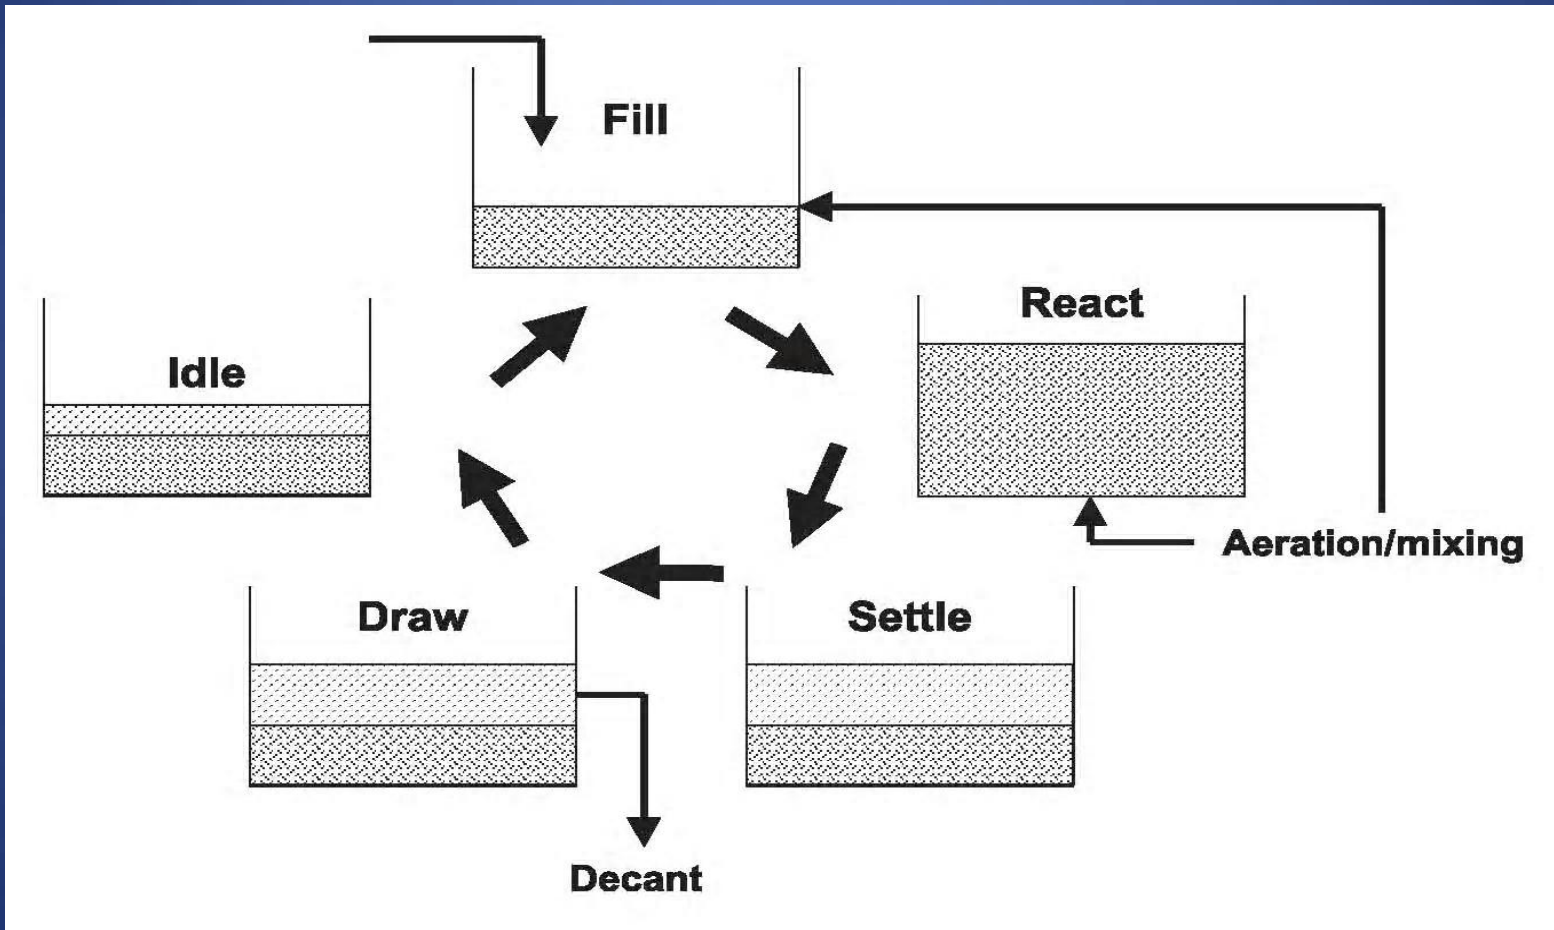 Fill
React
Idle
Aeration/mixing
Draw
Settle
Decant